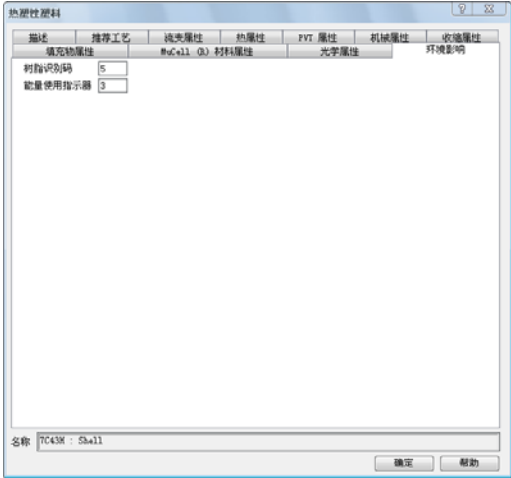 热塑性塑料
描述 推荐工艺 流变属性 热属性 PVT 属性 机械属性 收缩属性
填充物属性 MuCell (R) 材料属性 光学属性 环境影响
树脂识别码 5
能量使用指示器 3
名称 7C43H : Shell
确定 帮助